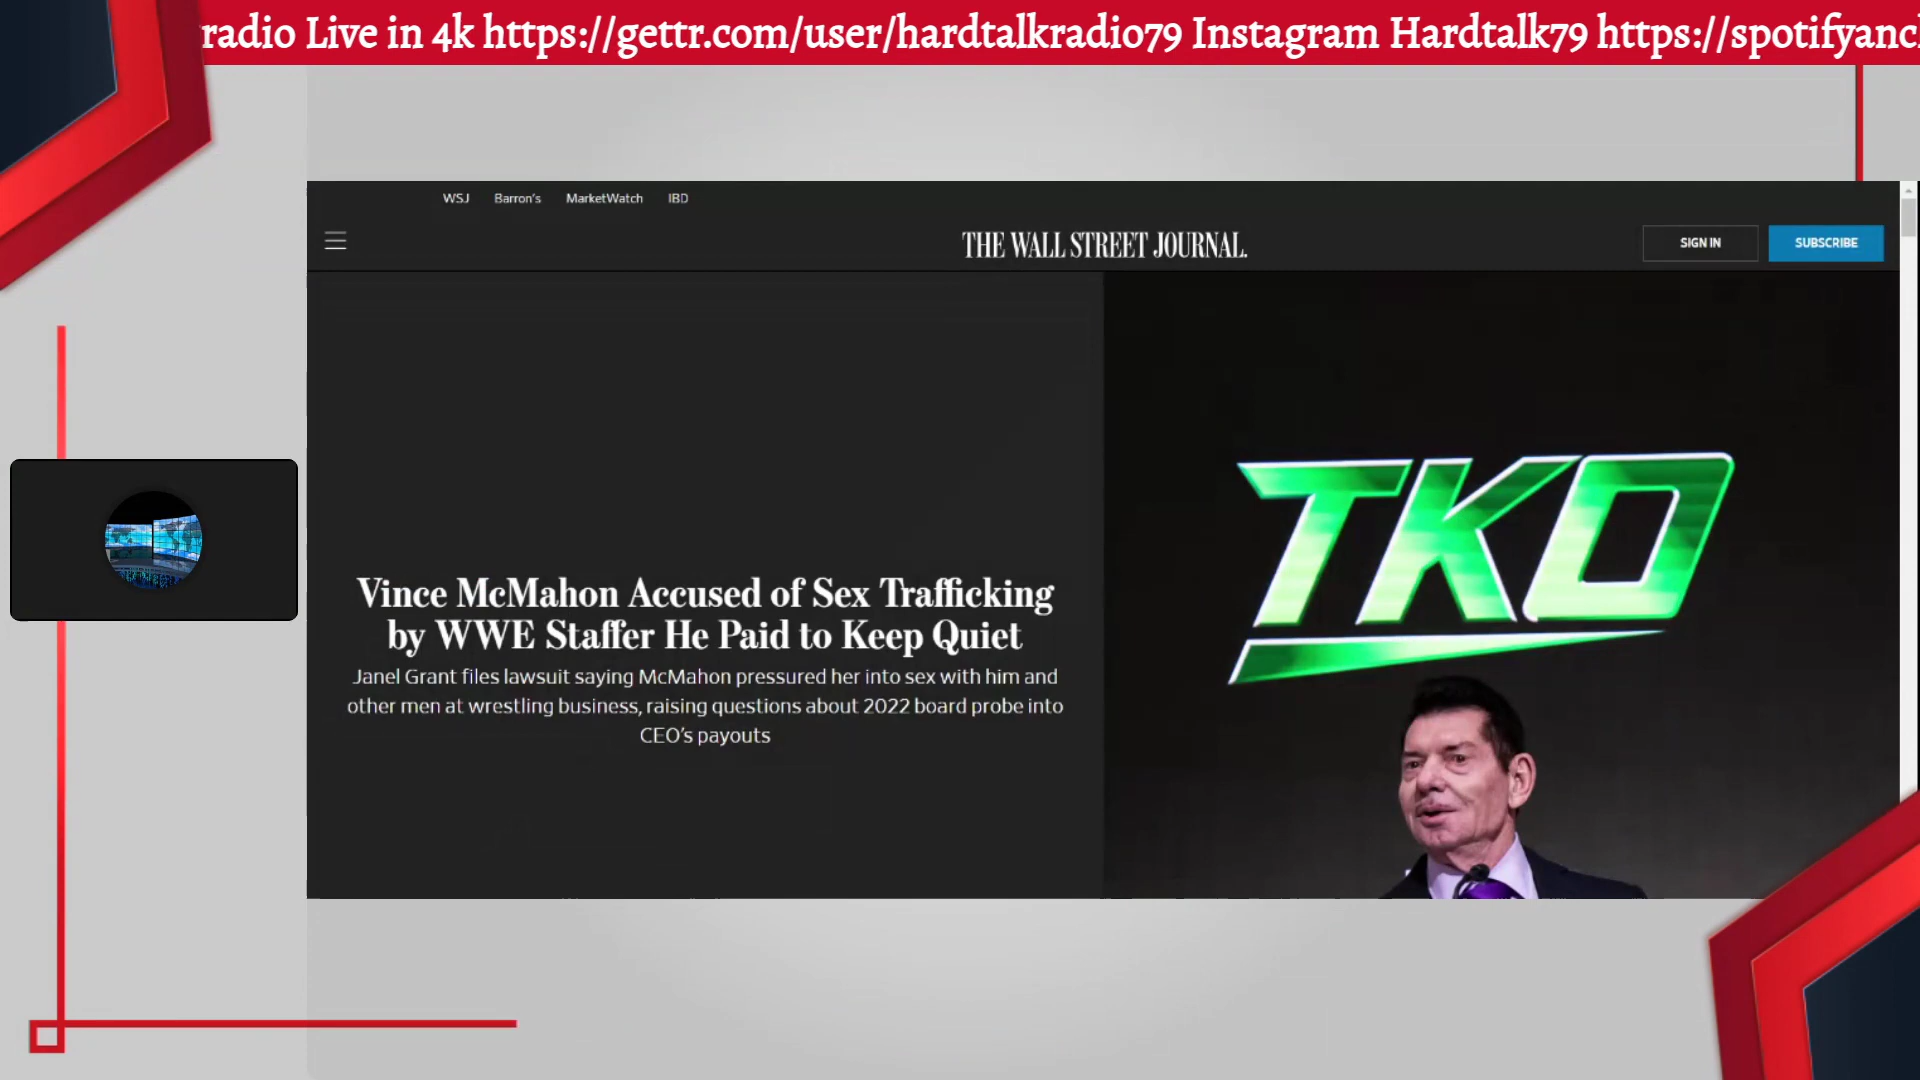 radio Live in 4k https://gettr.com/user/hardtalkradio79 Instagram Hardtalk79 https://spotifyanc
WSJ Barron's MarketWatch IBD
THE WALL STREET JOURNAL.
SIGN IN
SUBSCRIBE
TKO
Vince McMahon Accused of Sex Trafficking
by WWE Staffer He Paid to Keep Quiet
Janel Grant files lawsuit saying McMahon pressured her into sex with him and
other men at wrestling business, raising questions about 2022 board probe into
CEO’s payouts